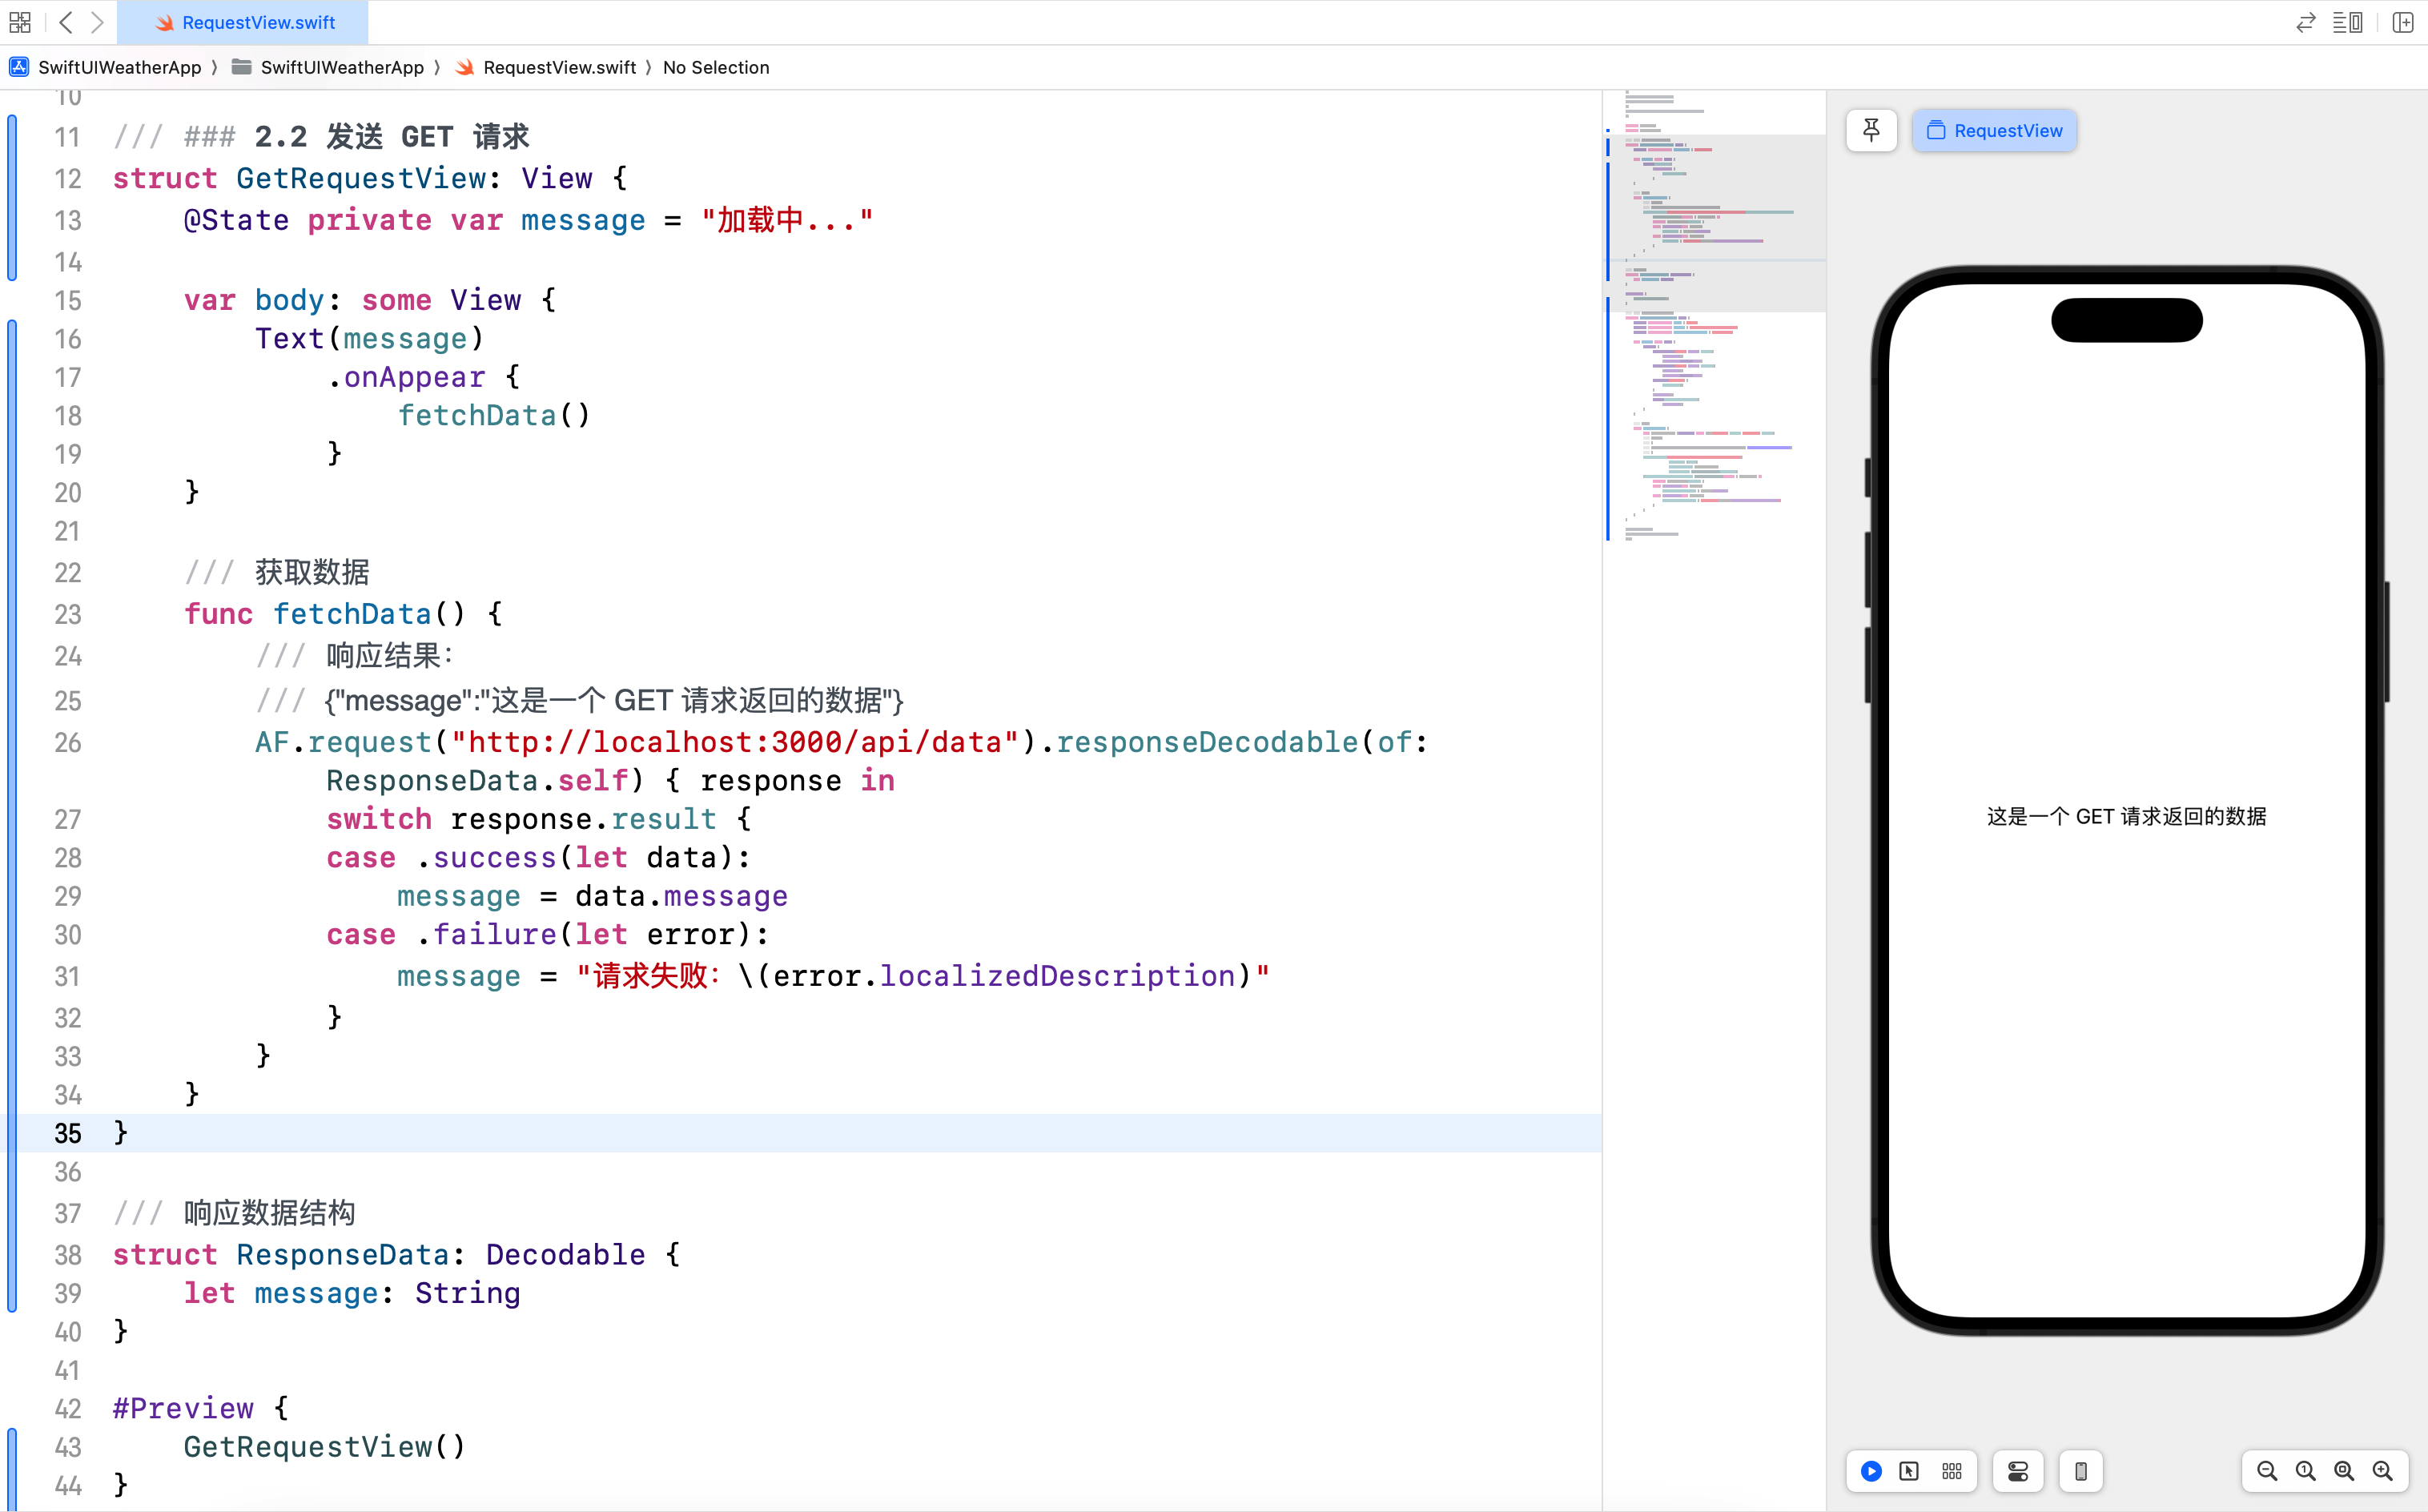 RequestView.swift
SwiftUIWeatherApp 〉 SwiftUIWeatherApp 〉 RequestView.swift 〉 No Selection
10
11 /// ### 2.2 发送 GET 请求
12 struct GetRequestView: View {
13     @State private var message = "加载中..."
14
15     var body: some View {
16         Text(message)
17             .onAppear {
18                 fetchData()
19             }
20     }
21
22     /// 获取数据
23     func fetchData() {
24         /// 响应结果：
25         /// {"message":"这是一个 GET 请求返回的数据"}
26         AF.request("http://localhost:3000/api/data").responseDecodable(of:
            ResponseData.self) { response in
27             switch response.result {
28             case .success(let data):
29                 message = data.message
30             case .failure(let error):
31                 message = "请求失败：\(error.localizedDescription)"
32             }
33         }
34     }
35 }
36
37 /// 响应数据结构
38 struct ResponseData: Decodable {
39     let message: String
40 }
41
42 #Preview {
43     GetRequestView()
44 }
RequestView
这是一个 GET 请求返回的数据